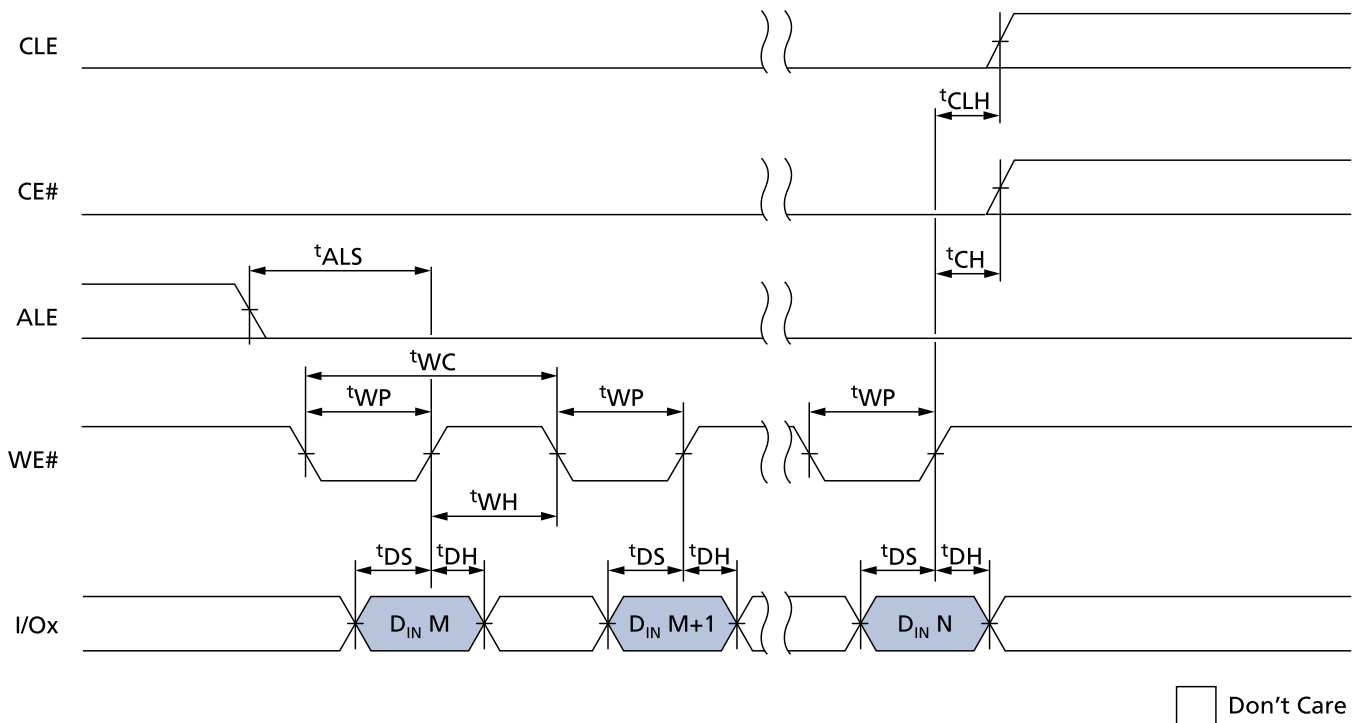 CLE
tCLH
CE#
tCH
tALS
ALE
tWC
tWP tWP tWP
WE#
tWH
tDS tDH tDS tDH tDS tDH
I/Ox DIN M DIN M+1 DIN N
Don't Care